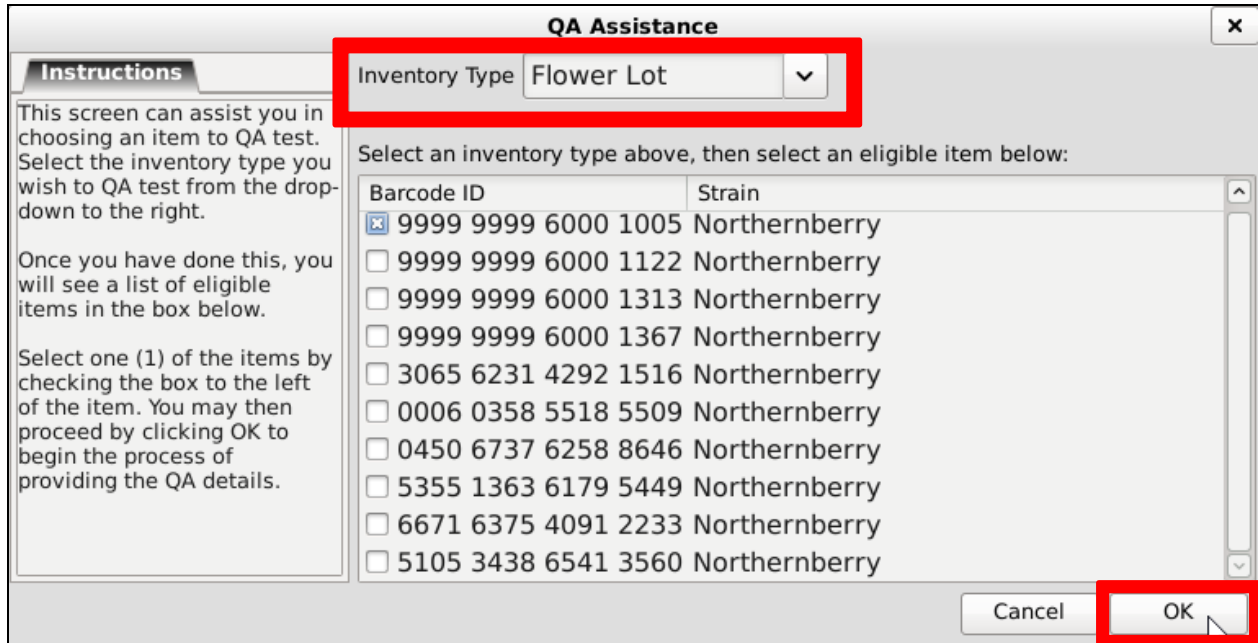 QA Assistance
Instructions
This screen can assist you in
choosing an item to QA test.
Select the inventory type you
wish to QA test from the drop-
down to the right.
Once you have done this, you
will see a list of eligible
items in the box below.
Select one (1) of the items by
checking the box to the left
of the item. You may then
proceed by clicking OK to
begin the process of
providing the QA details.
Inventory Type Flower Lot
Select an inventory type above, then select an eligible item below:
Barcode ID Strain
9999 9999 6000 1005 Northernberry
9999 9999 6000 1122 Northernberry
9999 9999 6000 1313 Northernberry
9999 9999 6000 1367 Northernberry
3065 6231 4292 1516 Northernberry
0006 0358 5518 5509 Northernberry
0450 6737 6258 8646 Northernberry
5355 1363 6179 5449 Northernberry
6671 6375 4091 2233 Northernberry
5105 3438 6541 3560 Northernberry
Cancel OK